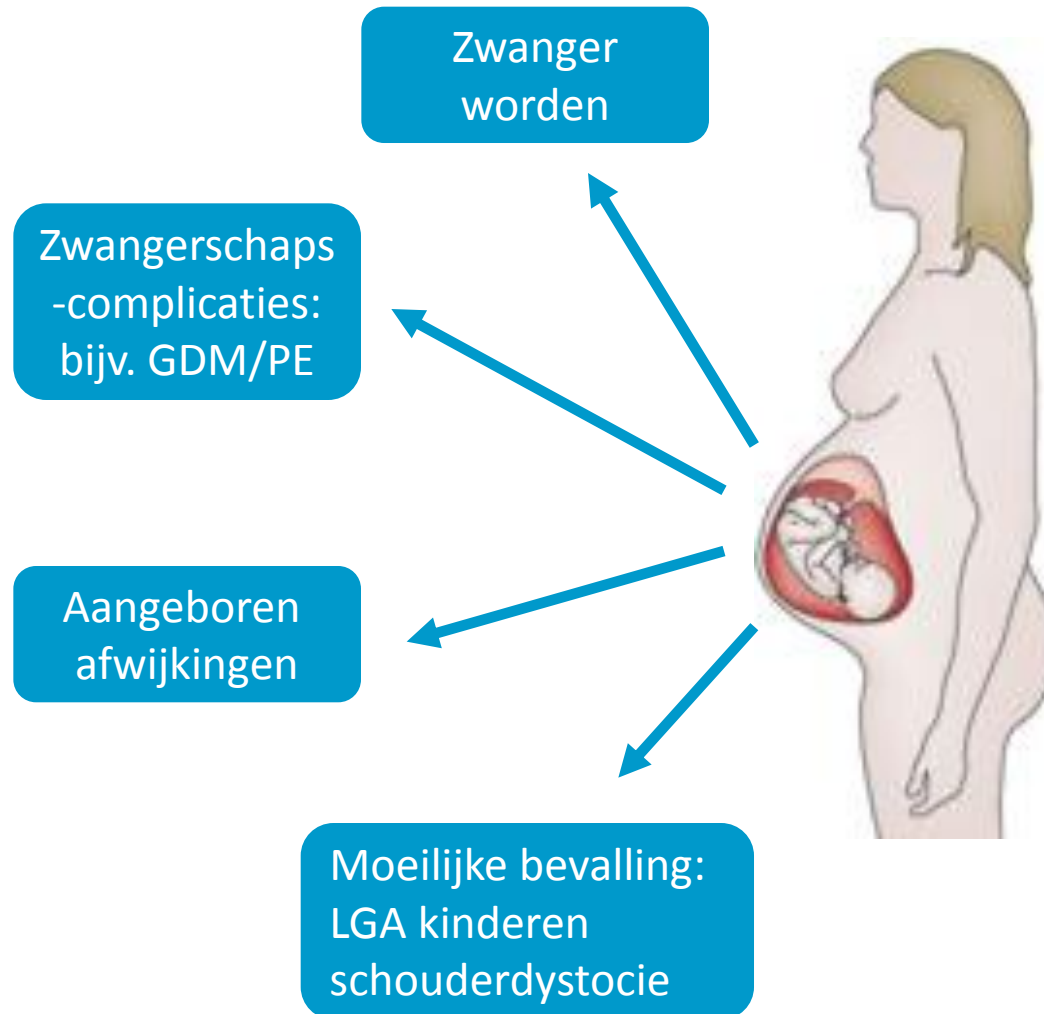 Zwanger
worden
Zwangerschaps
-complicaties:
bijv. GDM/PE
Aangeboren
afwijkingen
Moeilijke bevalling:
LGA kinderen
schouderdystocie